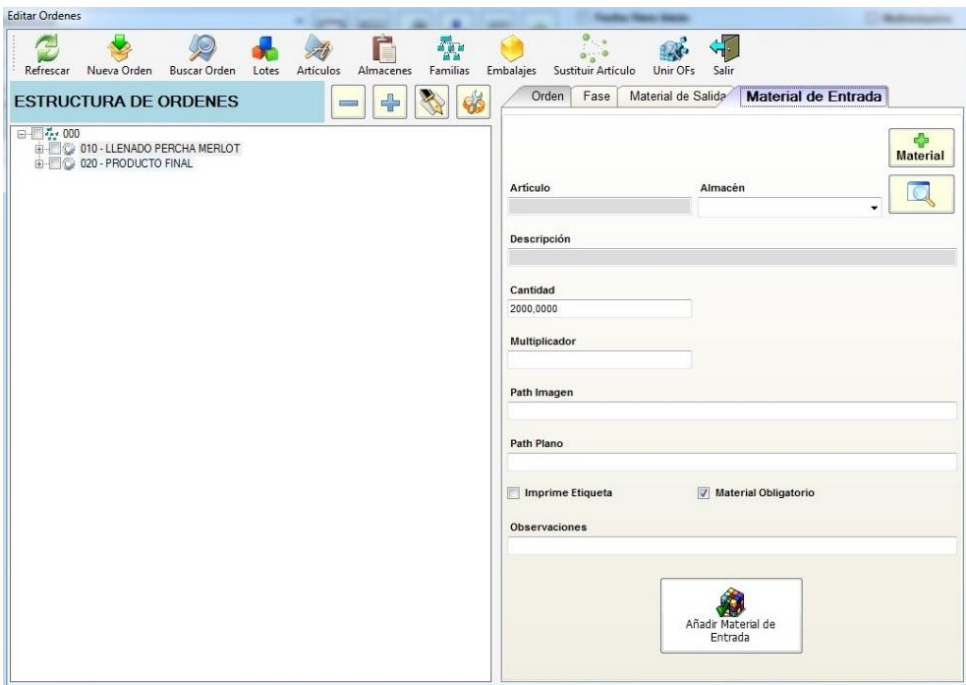 Editar Ordenes
Refrescar Nueva Orden Buscar Orden Lotes Artículos Almacenes Familias Embalajes Sustituir Artículo Unir OFs Salir
ESTRUCTURA DE ORDENES
000
010 - LLENADO PERCHA MERLOT
020 - PRODUCTO FINAL
Orden Fase Material de Salida Material de Entrada
Material
Artículo Almacén
Descripción
Cantidad
2000,0000
Multiplicador
Path Imagen
Path Plano
Imprime Etiqueta Material Obligatorio
Observaciones
Añadir Material de
Entrada